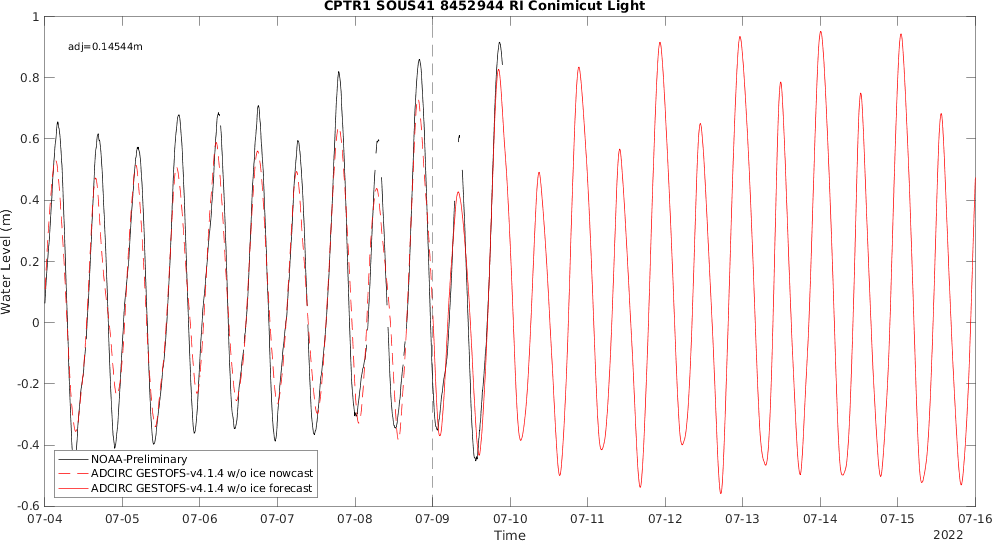 CPTR1 SOUS41 8452944 RI Conimicut Light
adj=0.14544m
1
0.8
0.6
0.4
0.2
0
-0.2
-0.4
-0.6
Water Level (m)
NOAA-Preliminary
ADCIRC GESTOFS-v4.1.4 w/o ice nowcast
ADCIRC GESTOFS-v4.1.4 w/o ice forecast
07-04 07-05 07-06 07-07 07-08 07-09 07-10 07-11 07-12 07-13 07-14 07-15 07-16
Time
2022